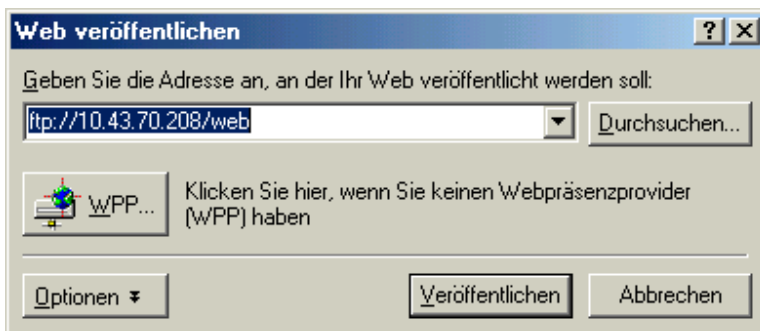 Web veröffentlichen
Geben Sie die Adresse an, an der Ihr Web veröffentlicht werden soll:
ftp://10.43.70.208/web
Durchsuchen...
WPP...
Klicken Sie hier, wenn Sie keinen Webpräsenzprovider
(WPP) haben
Optionen
Veröffentlichen
Abbrechen